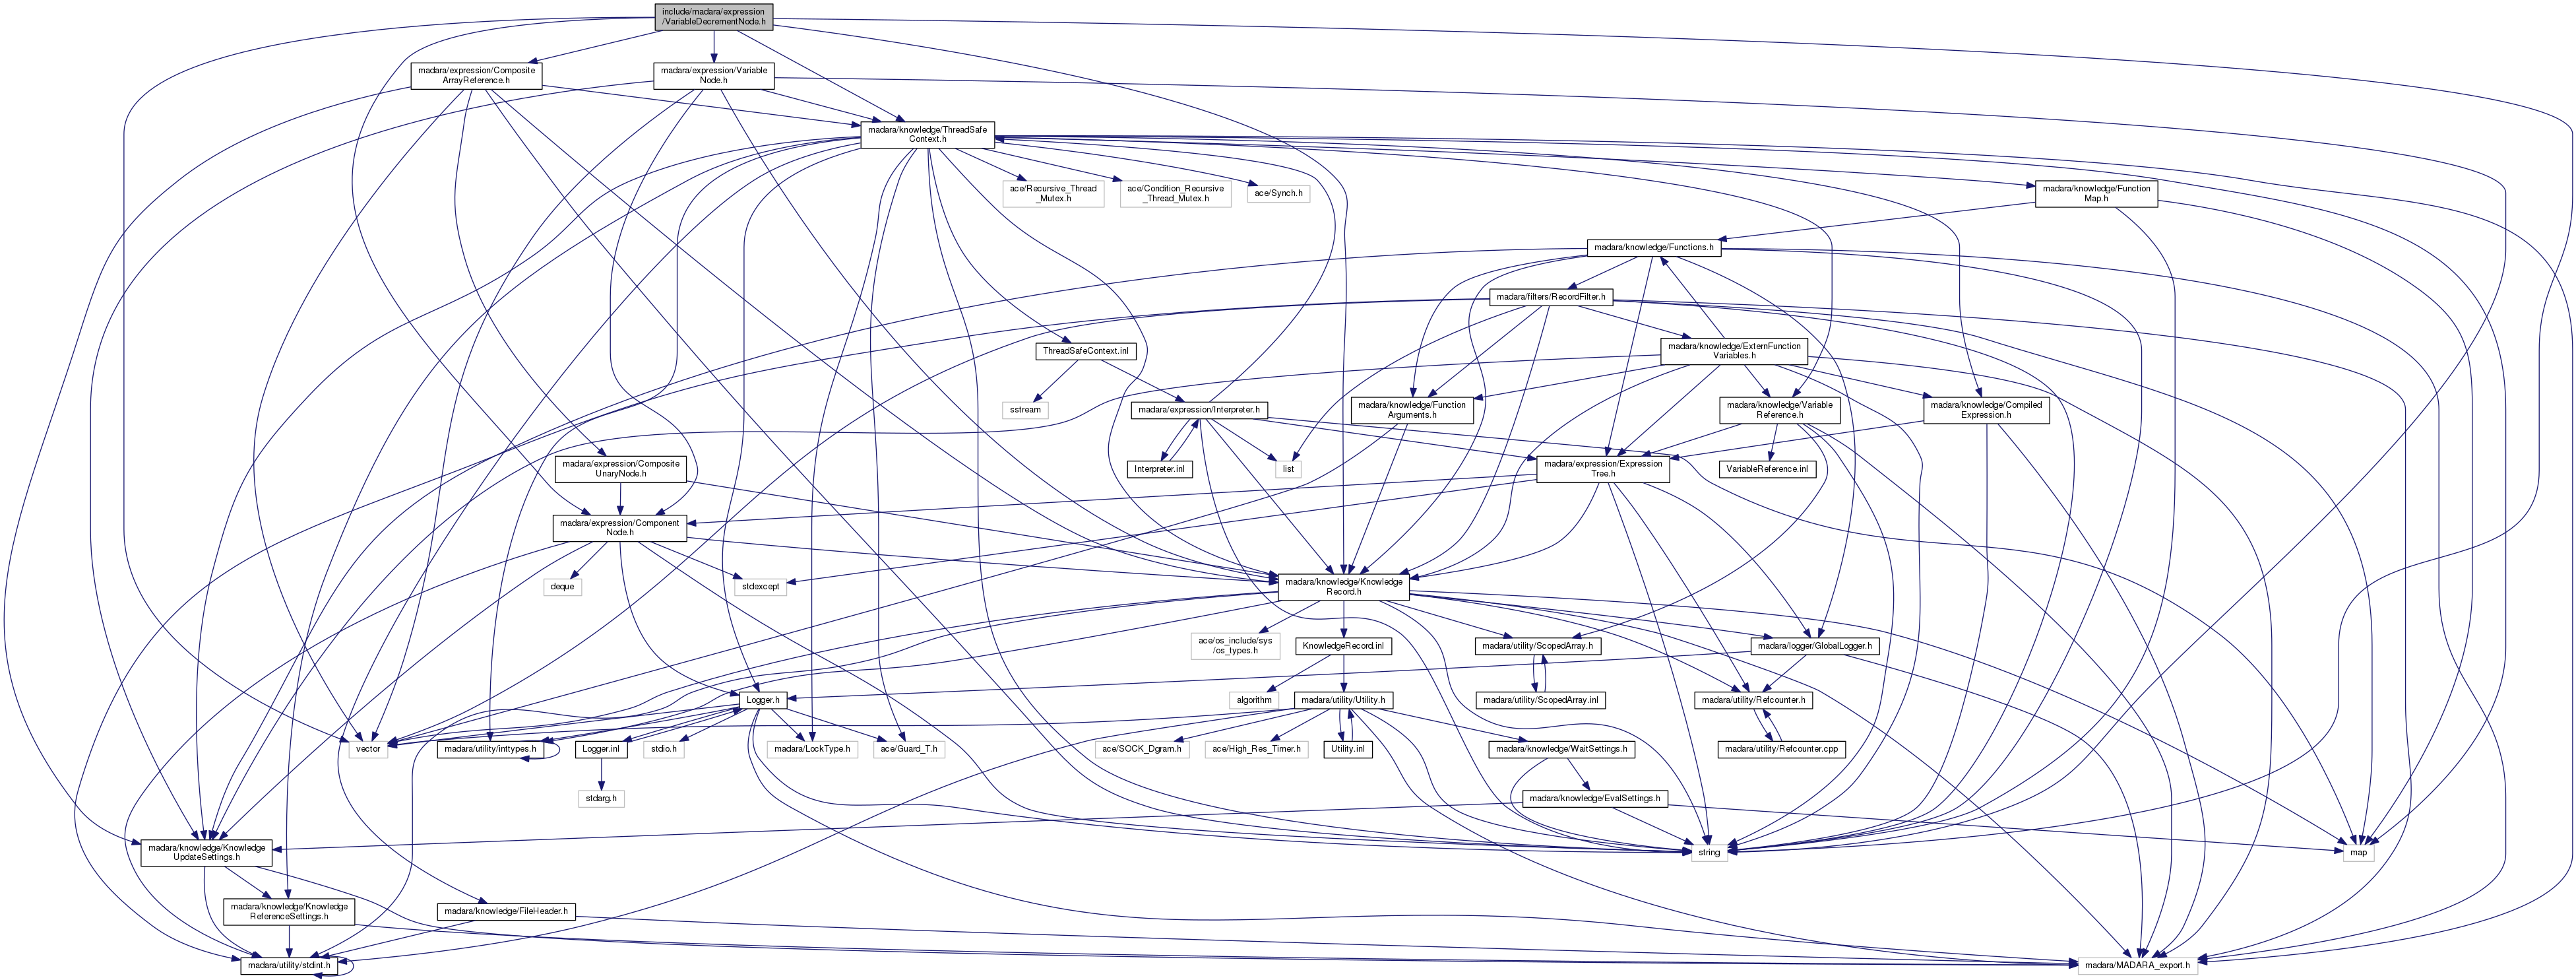 include/madara/expression
/VariableDecrementNode.h
madara/expression/Composite
ArrayReference.h
madara/expression/Variable
Node.h
madara/knowledge/ThreadSafe
Context.h
ace/Recursive_Thread
_Mutex.h
ace/Condition_Recursive
_Thread_Mutex.h
ace/Synch.h
madara/knowledge/Function
Map.h
madara/knowledge/Functions.h
madara/filters/RecordFilter.h
ThreadSafeContext.inl
madara/knowledge/ExternFunction
Variables.h
sstream
madara/expression/Interpreter.h
madara/knowledge/Function
Arguments.h
madara/knowledge/Variable
Reference.h
madara/knowledge/Compiled
Expression.h
madara/expression/Composite
UnaryNode.h
Interpreter.inl
list
madara/expression/Expression
Tree.h
VariableReference.inl
madara/expression/Component
Node.h
deque
stdexcept
madara/knowledge/Knowledge
Record.h
ace/os_include/sys
/os_types.h
KnowledgeRecord.inl
madara/utility/ScopedArray.h
madara/logger/GlobalLogger.h
Logger.h
algorithm
madara/utility/Utility.h
madara/utility/ScopedArray.inl
madara/utility/Refcounter.h
vector
madara/utility/inttypes.h
Logger.inl
stdio.h
madara/LockType.h
ace/Guard_T.h
ace/SOCK_Dgram.h
ace/High_Res_Timer.h
Utility.inl
madara/knowledge/WaitSettings.h
madara/utility/Refcounter.cpp
stdarg.h
madara/knowledge/EvalSettings.h
madara/knowledge/Knowledge
UpdateSettings.h
string
map
madara/knowledge/Knowledge
ReferenceSettings.h
madara/knowledge/FileHeader.h
madara/utility/stdint.h
madara/MADARA_export.h